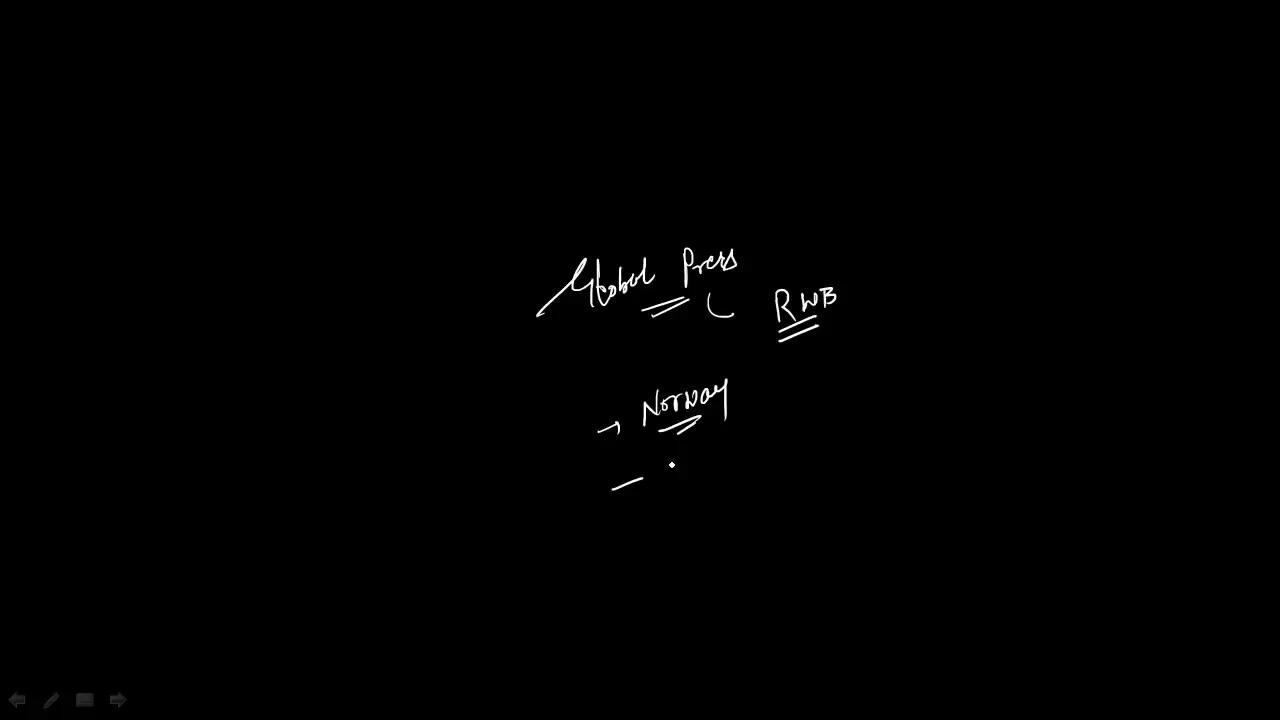 Global Press
RWB
→ Norway
—